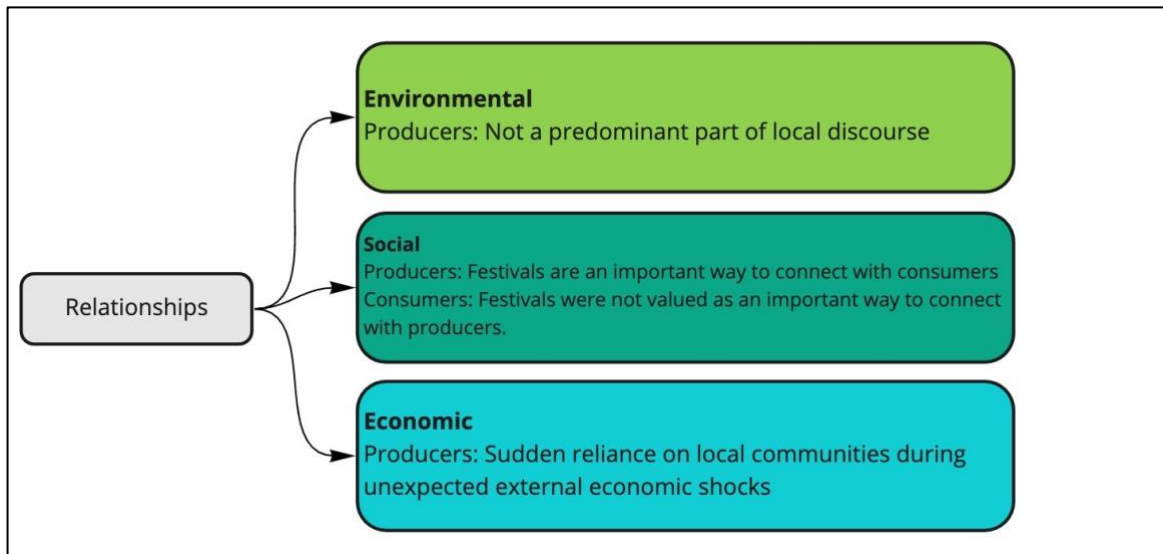 Environmental
Producers: Not a predominant part of local discourse
Social
Producers: Festivals are an important way to connect with consumers
Consumers: Festivals were not valued as an important way to connect
with producers.
Relationships
Economic
Producers: Sudden reliance on local communities during
unexpected external economic shocks